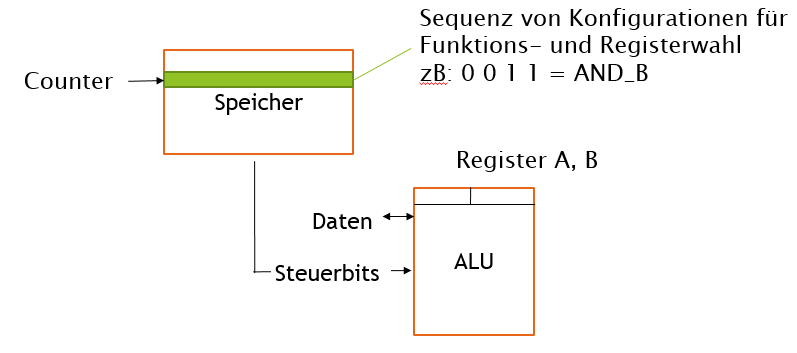 Sequenz von Konfigurationen für
Funktions- und Registerwahl
zB: 0 0 1 1 = AND_B
Counter
Speicher
Register A, B
Daten
ALU
Steuerbits